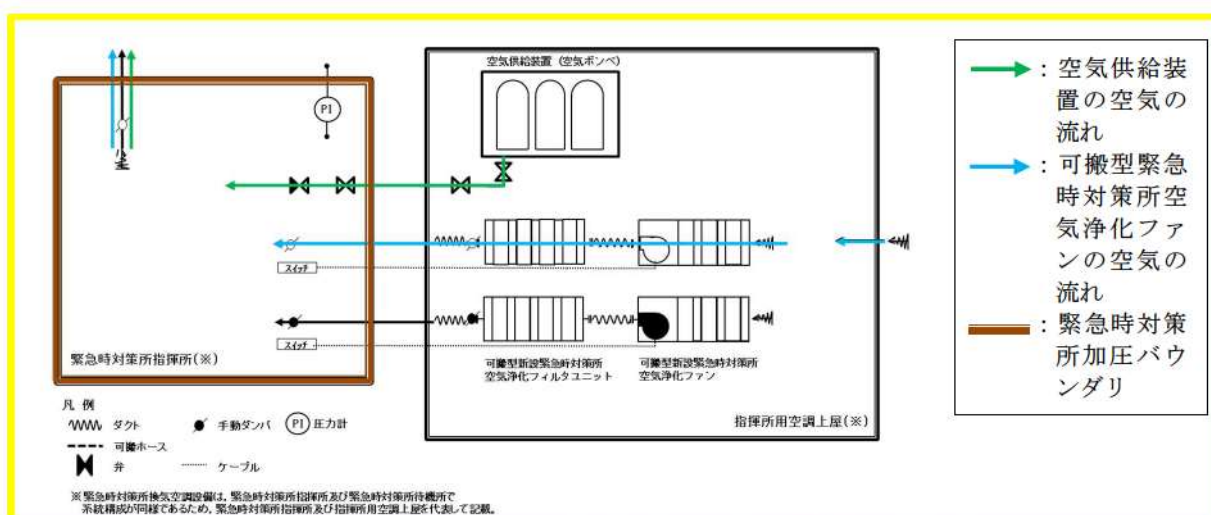 空気供給装置 (空気ボンベ)
PI
スイッチ
スイッチ
緊急時対策所指揮所(※)
可搬型新設緊急時対策所
空気浄化フィルタユニット
可搬型新設緊急時対策所
空気浄化ファン
指揮所用空調上屋(※)
凡 例
ダクト
手動ダンパ
PI
圧力計
可搬ホース
弁
ケーブル
※ 緊急時対策所換気空調設備は、緊急時対策所指揮所及び緊急時対策所待機所で
系統構成が同様であるため、緊急時対策所指揮所及び指揮所用空調上屋を代表して記載。
：空気供給装
置の空気の
流れ
：可搬型緊急
時対策所空
気浄化ファ
ンの空気の
流れ
：緊急時対策
所加圧バウ
ンダリ